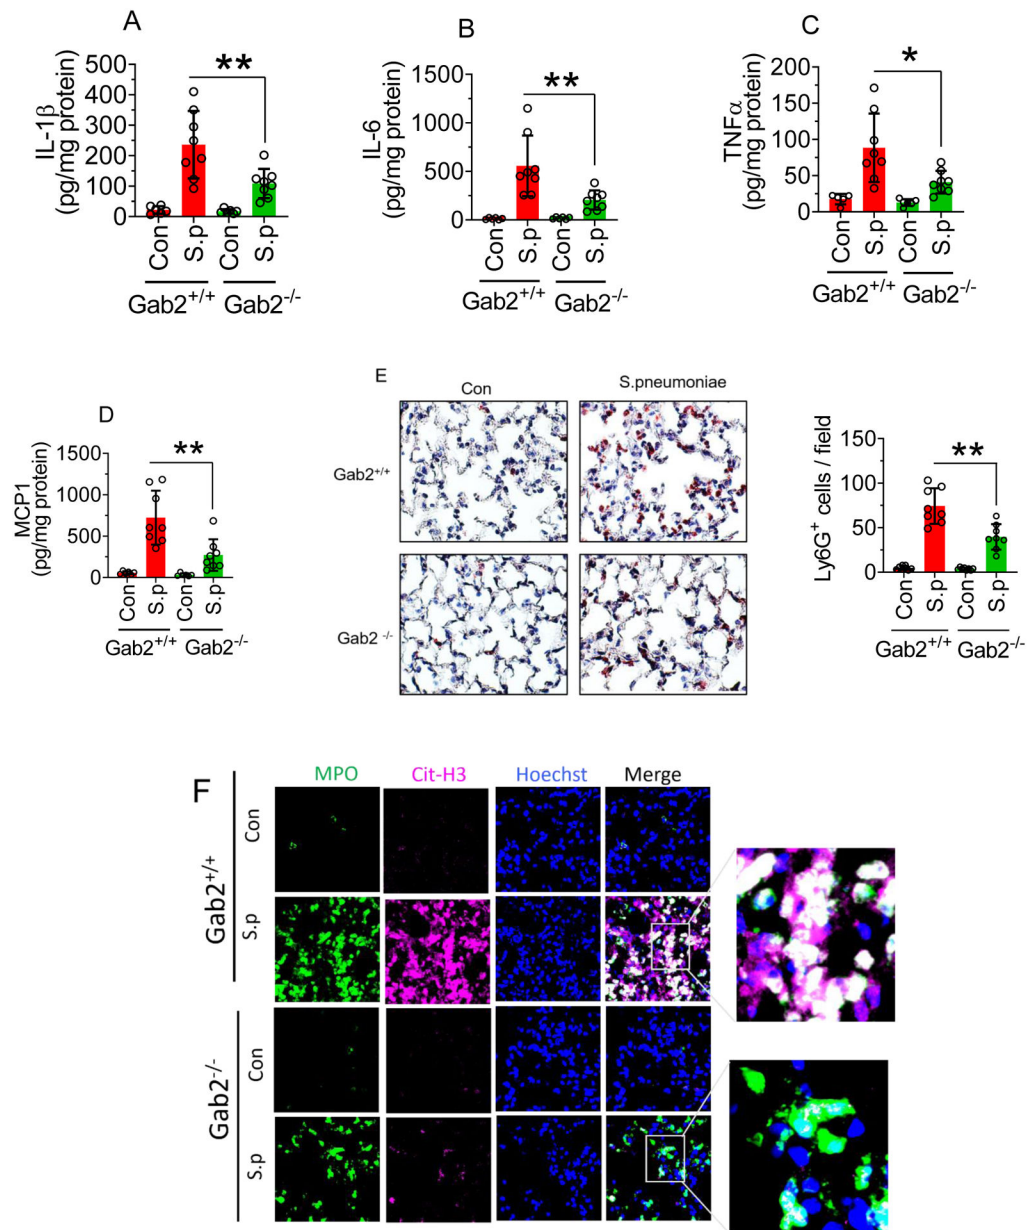 A
IL-1β
(pg/mg protein)
500
400
300
200
100
0
**
Con
S.p
Con
S.p
Gab2+/+
Gab2-/-
B
IL-6
(pg/mg protein)
1500
1000
500
0
**
Con
S.p
Con
S.p
Gab2+/+
Gab2-/-
C
TNFα
(pg/mg protein)
200
150
100
50
0
*
Con
S.p
Con
S.p
Gab2+/+
Gab2-/-
D
MCP1
(pg/mg protein)
1500
1000
500
0
**
Con
S.p
Con
S.p
Gab2+/+
Gab2-/-
E
Con
S.pneumoniae
Gab2+/+
Gab2 -/-
Ly6G+ cells / field
150
100
50
0
**
Con
S.p
Con
S.p
Gab2+/+
Gab2-/-
F
MPO
Cit-H3
Hoechst
Merge
Gab2+/+
Con
S.p
Gab2-/-
Con
S.p